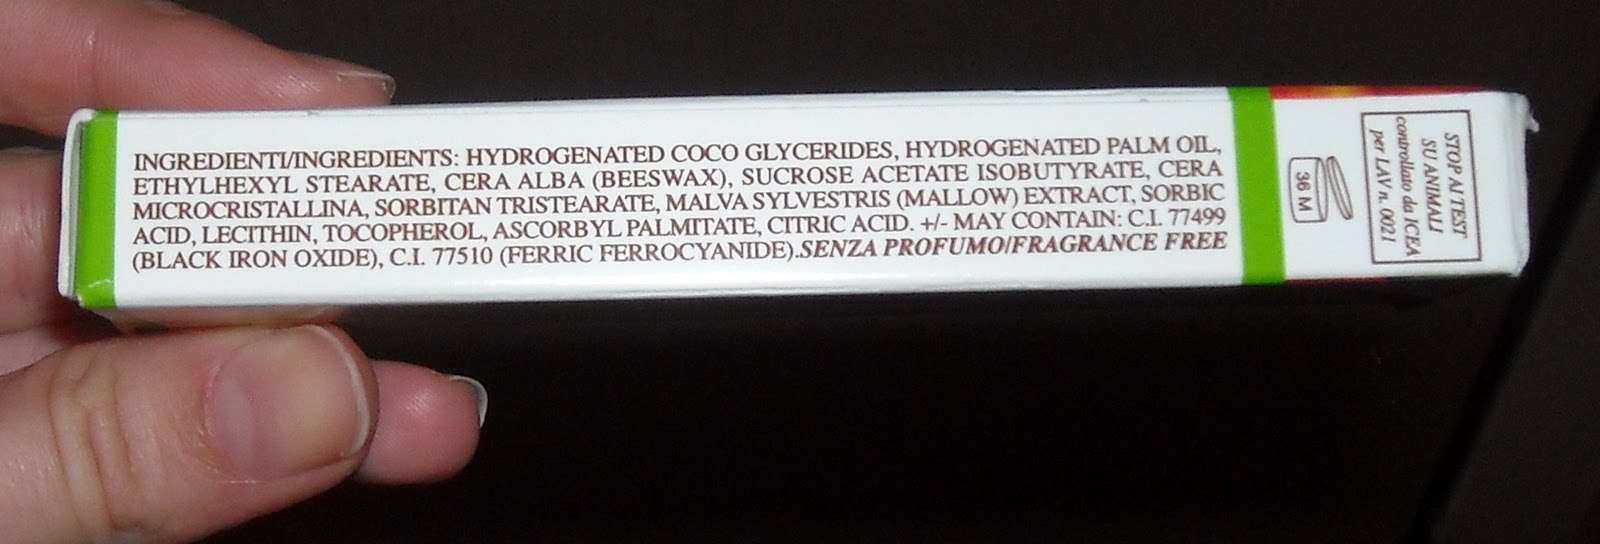 INGREDIENTI/INGREDIENTS: HYDROGENATED COCO GLYCERIDES, HYDROGENATED PALM OIL,
ETHYLHEXYL STEARATE, CERA ALBA (BEESWAX), SUCROSE ACETATE ISOBUTYRATE, CERA
MICROCRISTALLINA, SORBITAN TRISTEARATE, MALVA SYLVESTRIS (MALLOW) EXTRACT, SORBIC
ACID, LECITHIN, TOCOPHEROL, ASCORBYL PALMITATE, CITRIC ACID. +/- MAY CONTAIN: C.I. 77499
(BLACK IRON OXIDE), C.I. 77510 (FERRIC FERROCYANIDE).SENZA PROFUMO/FRAGRANCE FREE
36 M
STOP AI TEST
SU ANIMALI
controllato da ICEA
per LAV n. 0021